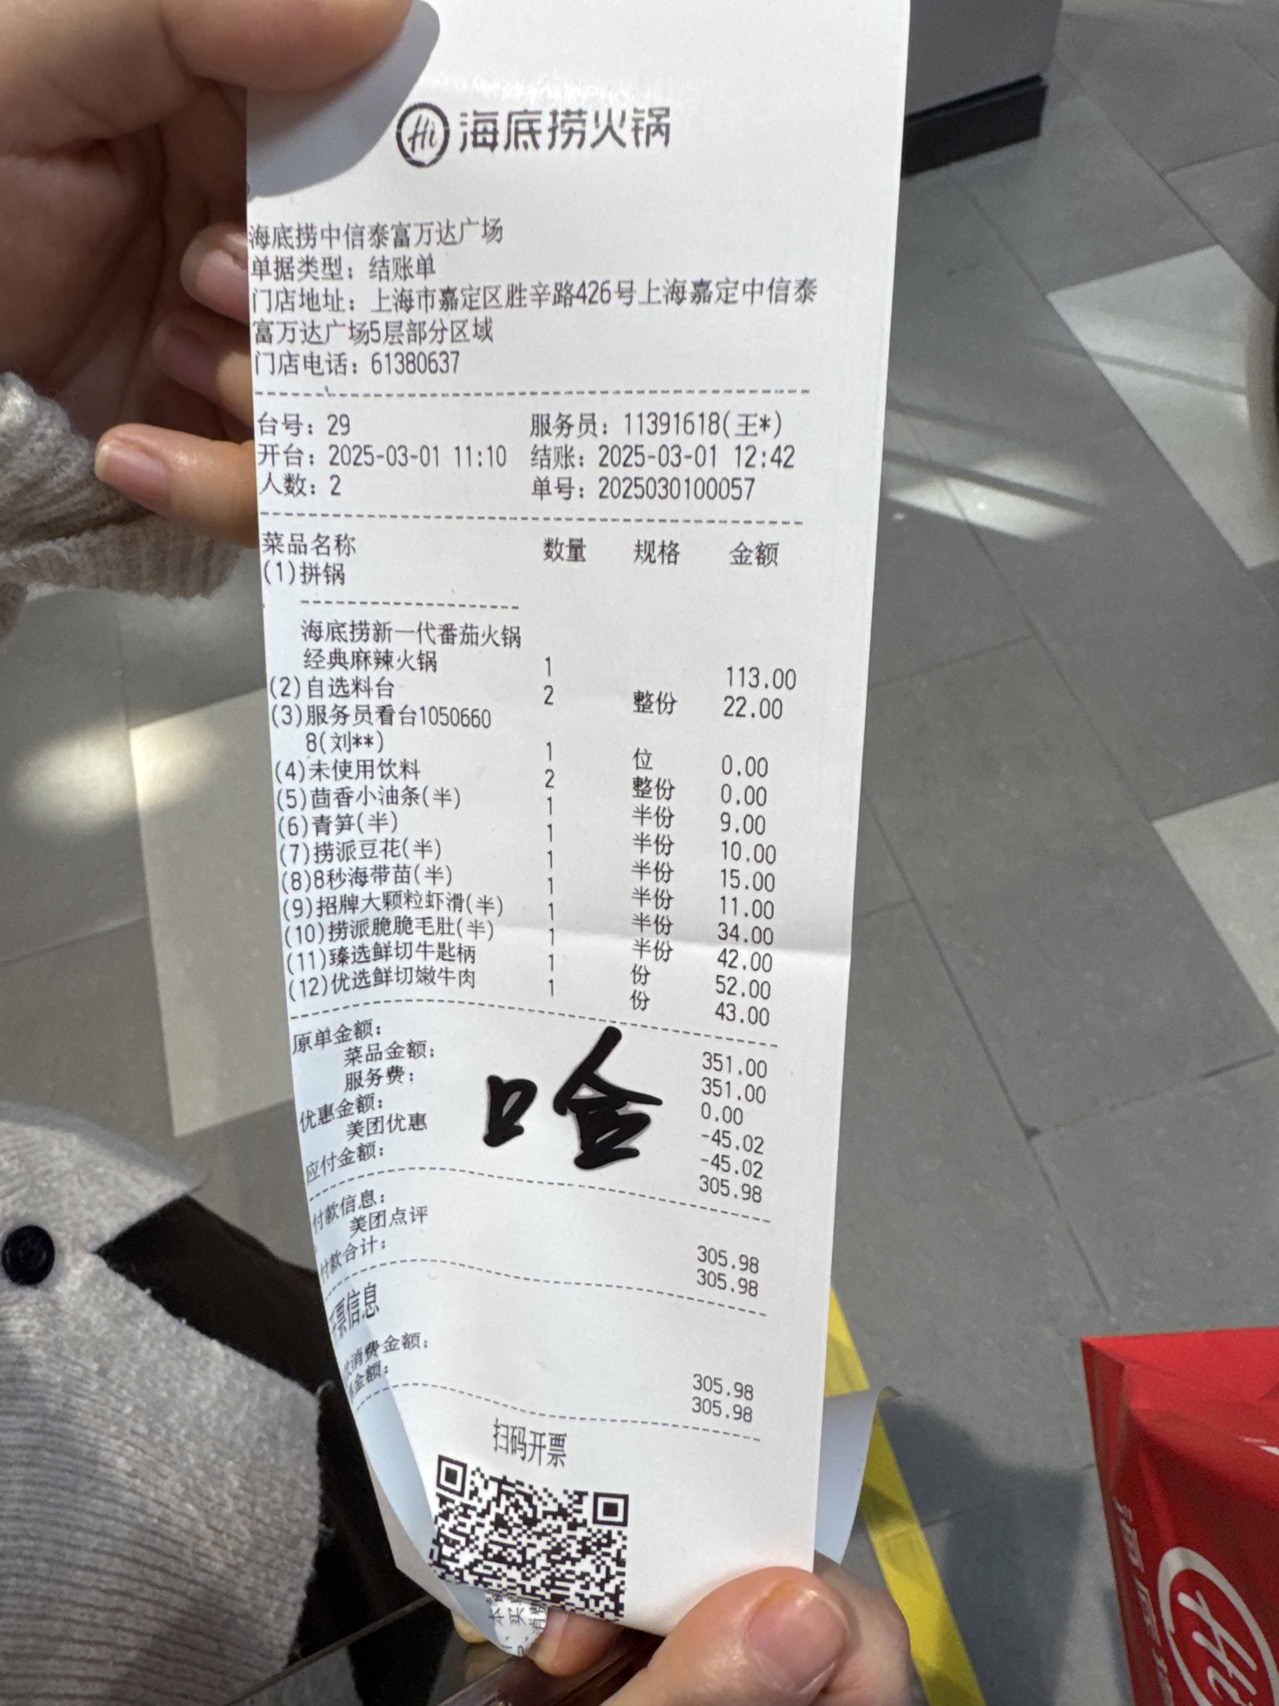 Hi 海底捞火锅
海底捞中信泰富万达广场
单据类型：结账单
门店地址：上海市嘉定区胜辛路426号上海嘉定中信泰
富万达广场5层部分区域
门店电话：61380637
台号：29 服务员：11391618(王*)
开台：2025-03-01 11:10 结账：2025-03-01 12:42
人数：2 单号：2025030100057
菜品名称 数量 规格 金额
(1)拼锅
海底捞新一代番茄火锅
经典麻辣火锅 1 113.00
(2)自选料台 2 整份 22.00
(3)服务员看台1050660
8(刘**) 1 位 0.00
(4)未使用饮料 2 整份 0.00
(5)茴香小油条(半) 1 半份 9.00
(6)青笋(半) 1 半份 10.00
(7)捞派豆花(半) 1 半份 15.00
(8)8秒海带苗(半) 1 半份 11.00
(9)招牌大颗粒虾滑(半) 1 半份 34.00
(10)捞派脆脆毛肚(半) 1 半份 42.00
(11)臻选鲜切牛匙柄 1 份 52.00
(12)优选鲜切嫩牛肉 1 份 43.00
原单金额： 351.00
菜品金额： 351.00
服务费： 0.00
优惠金额： -45.02
美团优惠 -45.02
应付金额： 305.98
哈
付款信息：
美团点评 305.98
付款合计： 305.98
票信息
消费金额： 305.98
金额： 305.98
扫码开票
Hi